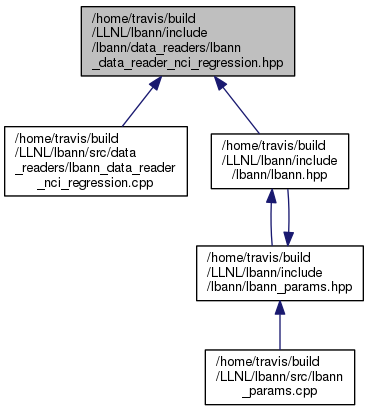 /home/travis/build
/LLNL/lbann/include
/lbann/data_readers/lbann
_data_reader_nci_regression.hpp
/home/travis/build
/LLNL/lbann/src/data
_readers/lbann_data_reader
_nci_regression.cpp
/home/travis/build
/LLNL/lbann/include
/lbann/lbann.hpp
/home/travis/build
/LLNL/lbann/include
/lbann/lbann_params.hpp
/home/travis/build
/LLNL/lbann/src/lbann
_params.cpp